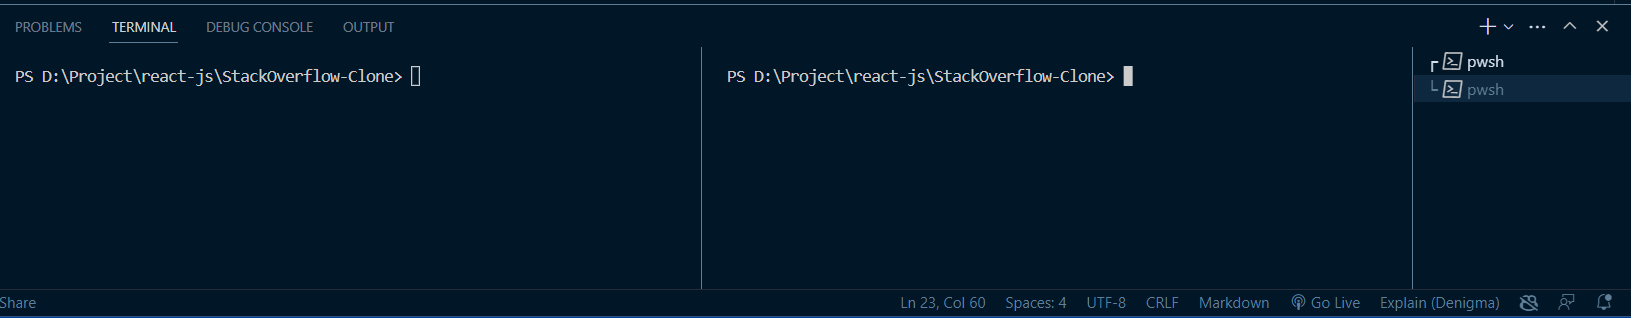 PROBLEMS TERMINAL DEBUG CONSOLE OUTPUT
PS D:\Project\react-js\StackOverflow-Clone>
PS D:\Project\react-js\StackOverflow-Clone>
pwsh
pwsh
Share Ln 23, Col 60 Spaces: 4 UTF-8 CRLF Markdown Go Live Explain (Denigma)